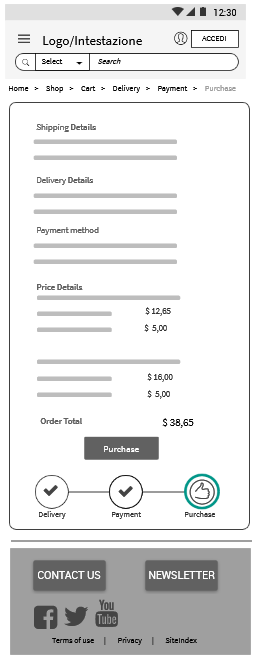 12:30
Logo/Intestazione
ACCEDI
Select Search
Home > Shop > Cart > Delivery > Payment > Purchase
Shipping Details
Delivery Details
Payment method
Price Details
$ 12,65
$ 5,00
$ 16,00
$ 5,00
Order Total $ 38,65
Purchase
Delivery Payment Purchase
CONTACT US NEWSLETTER
You
Tube
Terms of use | Privacy | SiteIndex